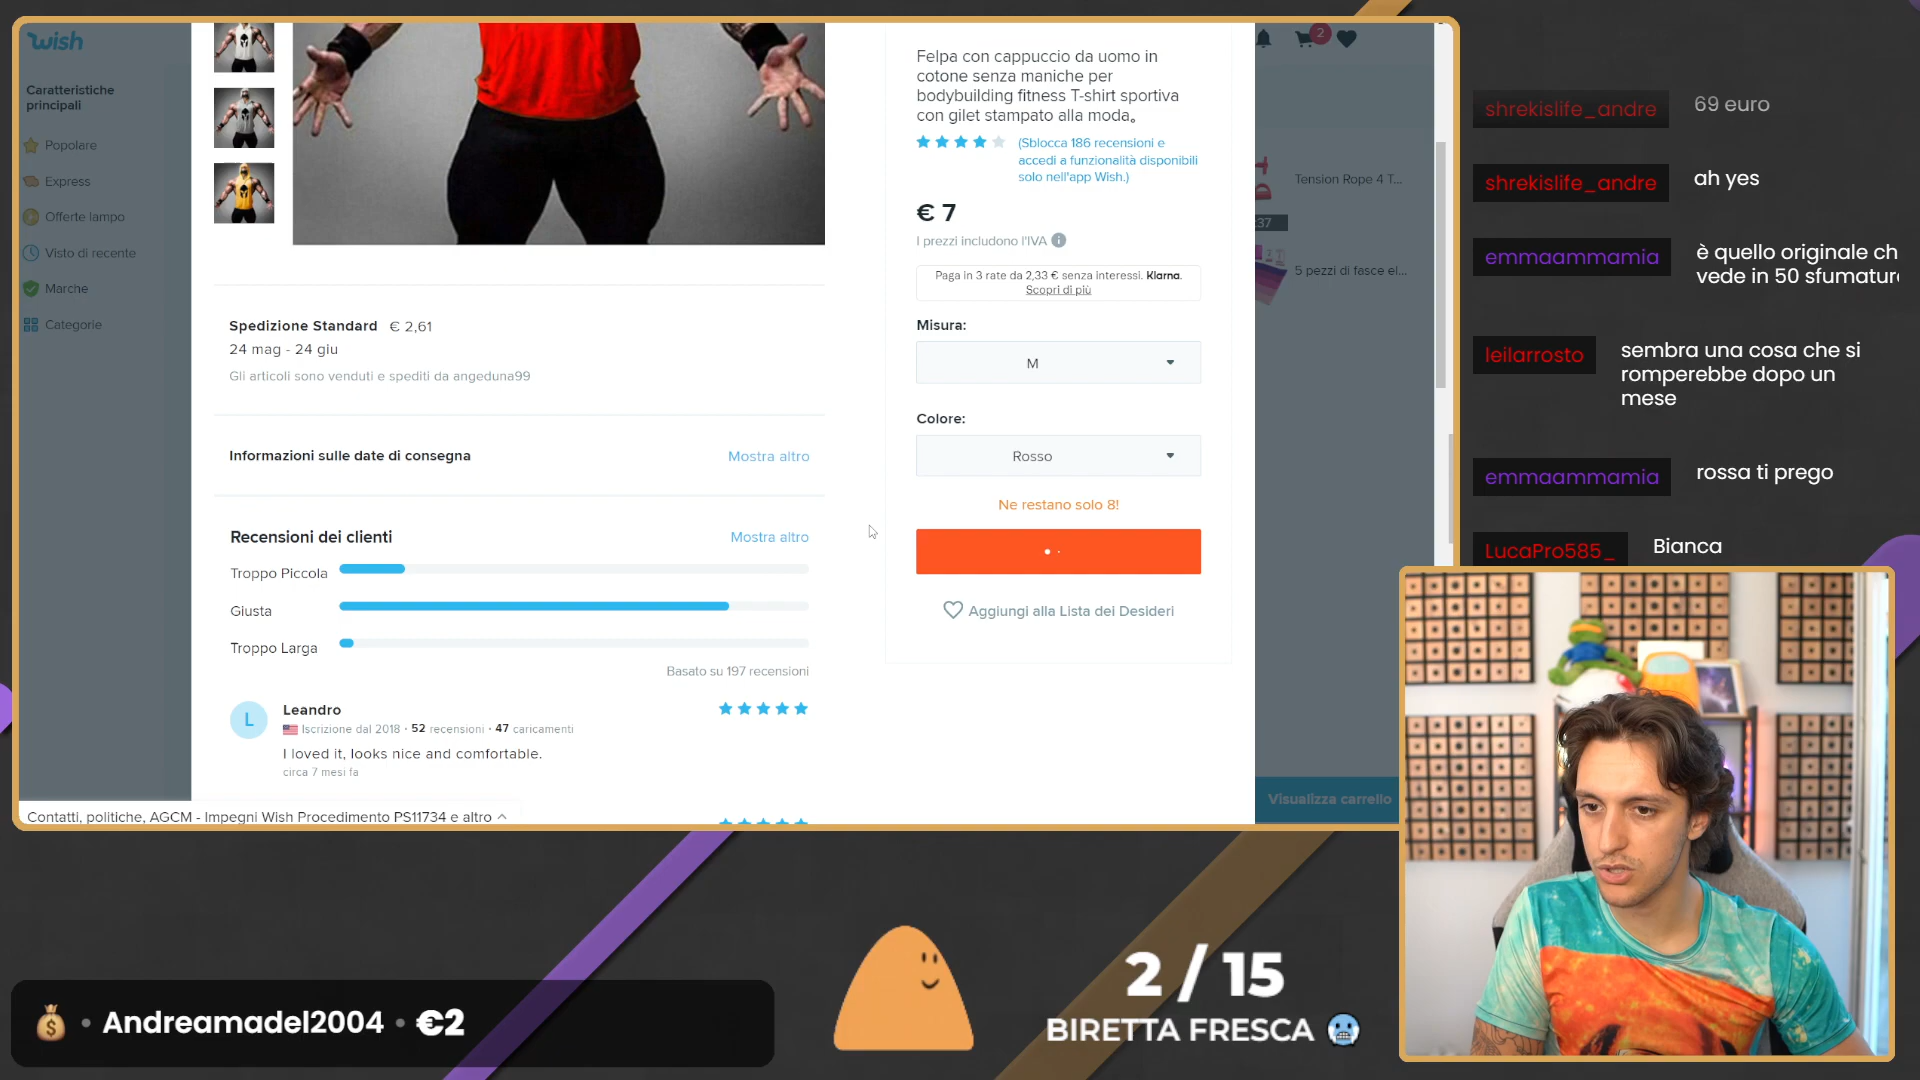 wish
Caratteristiche
principali
Popolare
Express
Offerte lampo
Visto di recente
Marche
Categorie
Spedizione Standard € 2,61
24 mag - 24 giu
Gli articoli sono venduti e spediti da angeduna99
Informazioni sulle date di consegna Mostra altro
Recensioni dei clienti Mostra altro
Troppo Piccola
Giusta
Troppo Larga
Basato su 197 recensioni
L
Leandro
Iscrizione dal 2018 • 52 recensioni • 47 caricamenti
I loved it, looks nice and comfortable.
circa 7 mesi fa
Contatti, politiche, AGCM - Impegni Wish Procedimento PS11734 e altro
Felpa con cappuccio da uomo in
cotone senza maniche per
bodybuilding fitness T-shirt sportiva
con gilet stampato alla moda。
(Sblocca 186 recensioni e
accedi a funzionalità disponibili
solo nell'app Wish.)
€ 7
I prezzi includono l'IVA
Paga in 3 rate da 2,33 € senza interessi. Klarna.
Scopri di più
Misura:
M
Colore:
Rosso
Ne restano solo 8!
Aggiungi alla Lista dei Desideri
2
Tension Rope 4 T...
:37
5 pezzi di fasce el...
Visualizza carrello
shrekislife_andre 69 euro
shrekislife_andre ah yes
emmaammamia è quello originale ch
vede in 50 sfumatur
leilarrosto sembra una cosa che si
romperebbe dopo un
mese
emmaammamia rossa ti prego
LucaPro585_ Bianca
• Andreamadel2004 • €2
2 / 15
BIRETTA FRESCA